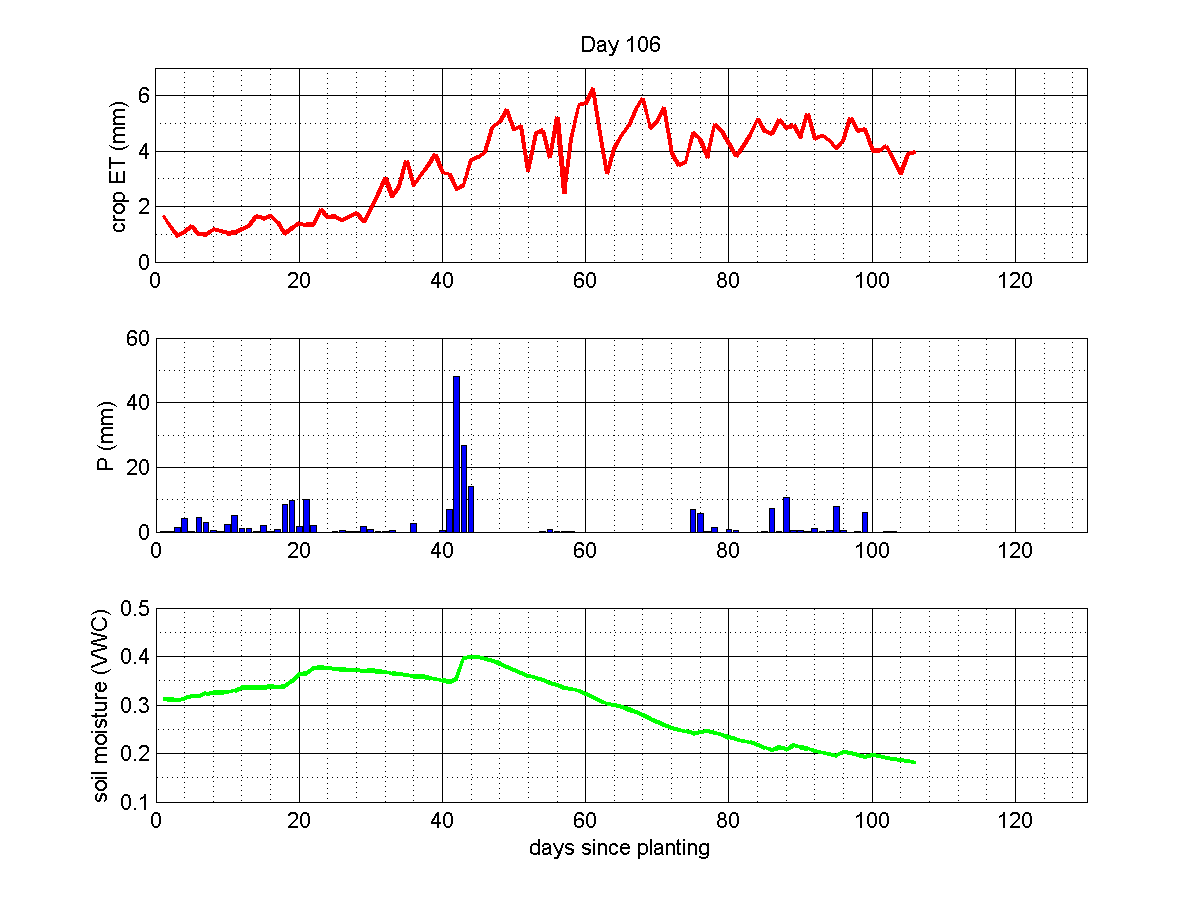 Day 106
crop ET (mm)
6
4
2
0
0 20 40 60 80 100 120
P (mm)
60
40
20
0
0 20 40 60 80 100 120
soil moisture (VWC)
0.5
0.4
0.3
0.2
0.1
0 20 40 60 80 100 120
days since planting